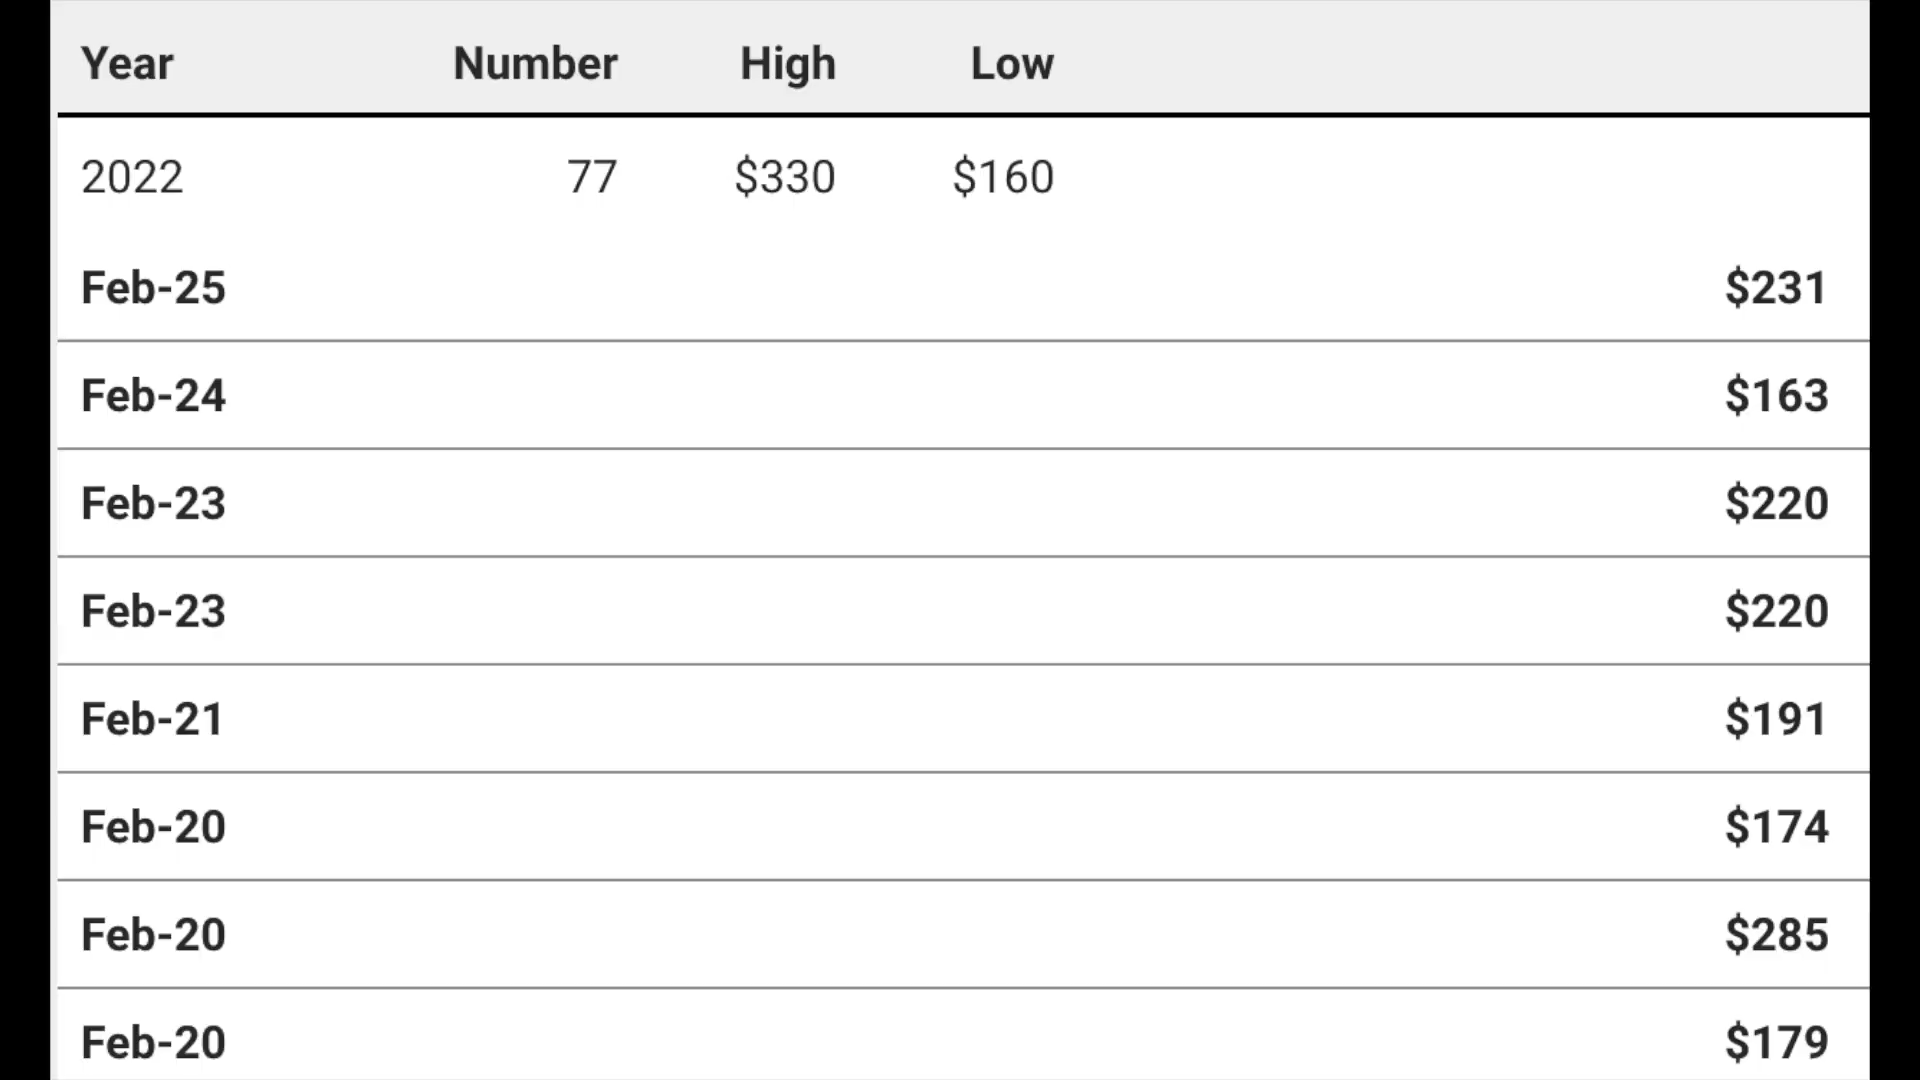 Year Number High Low
2022 77 $330 $160
Feb-25 $231
Feb-24 $163
Feb-23 $220
Feb-23 $220
Feb-21 $191
Feb-20 $174
Feb-20 $285
Feb-20 $179